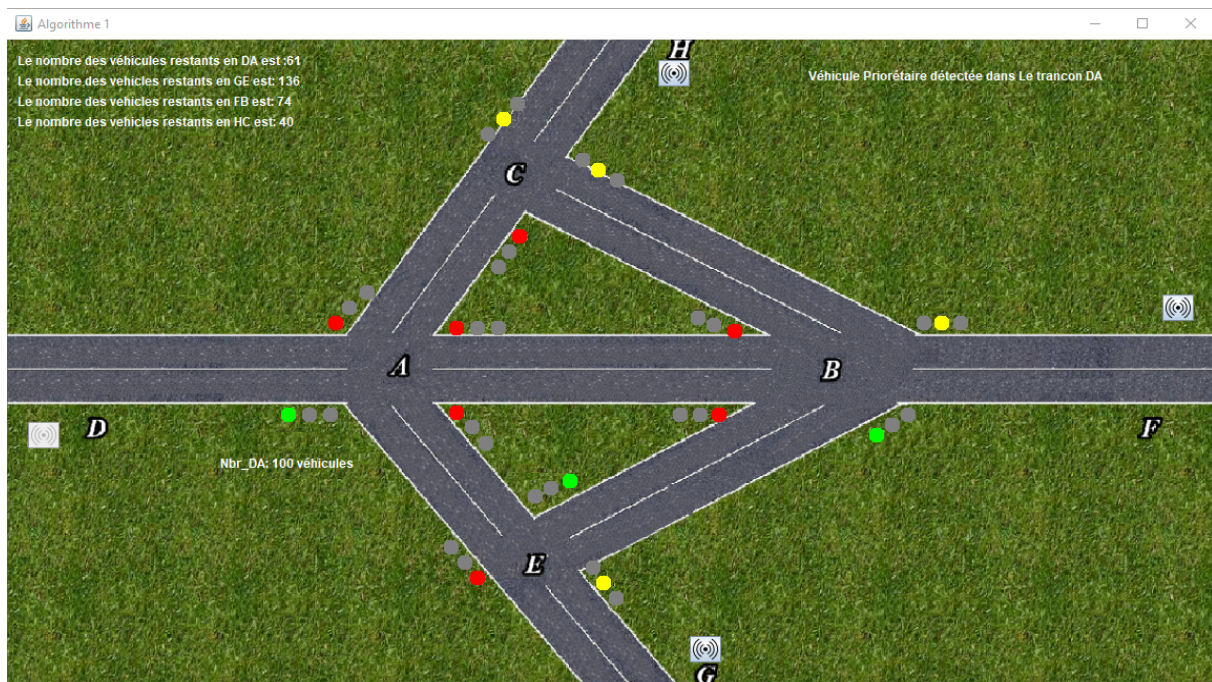 Algorithme 1
Le nombre des véhicules restants en DA est :61
Le nombre des vehicles restants en GE est: 136
Le nombre des vehicles restants en FB est: 74
Le nombre des vehicles restants en HC est: 40
H
Véhicule Priorétaire détectée dans Le trancon DA
C
A
B
D
F
Nbr_DA: 100 véhicules
E
G